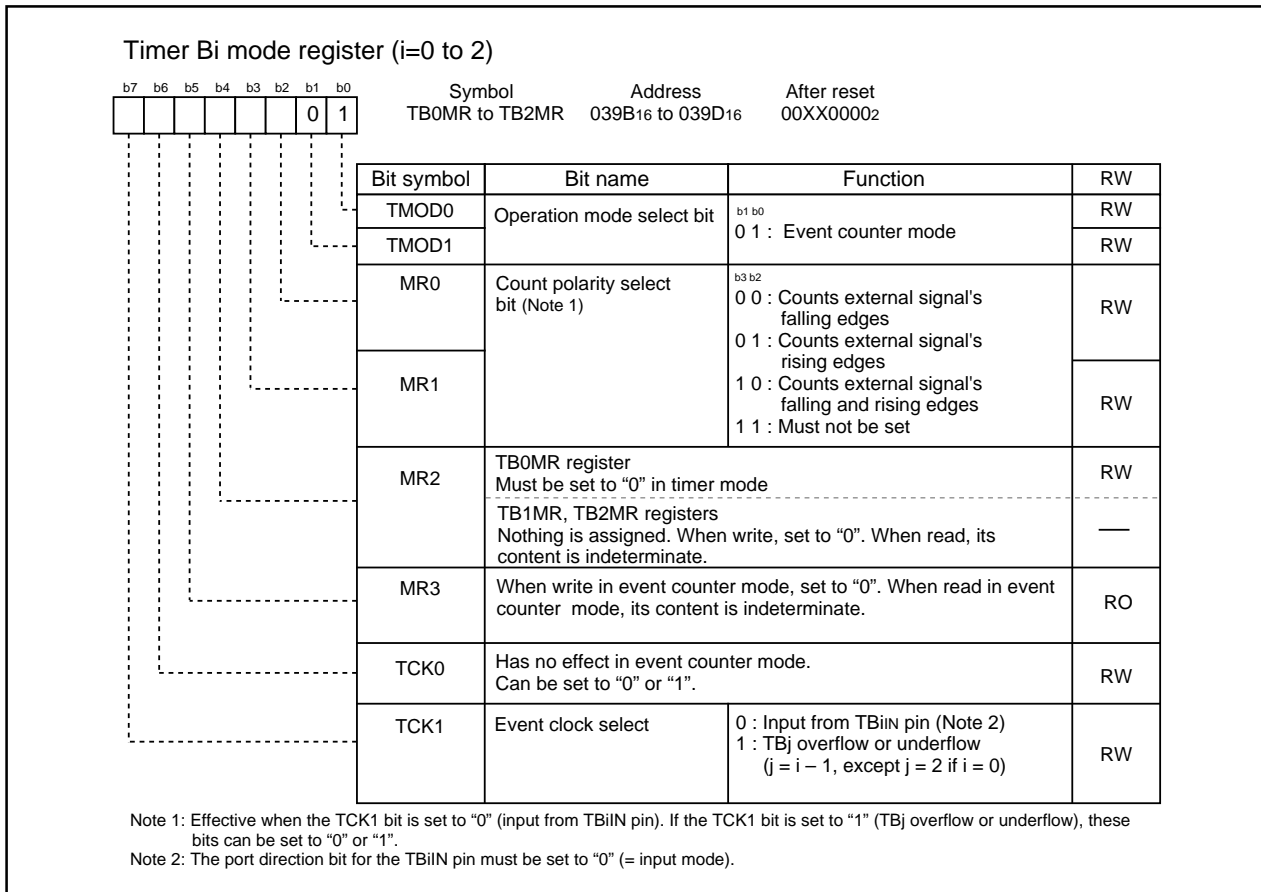 Timer Bi mode register (i=0 to 2)
b7 b6 b5 b4 b3 b2 b1 b0
0 1
Symbol Address After reset
TB0MR to TB2MR 039B16 to 039D16 00XX00002
Bit symbol Bit name Function RW
TMOD0 Operation mode select bit b1 b0 RW
0 1 : Event counter mode
TMOD1 RW
MR0 Count polarity select b3 b2
bit (Note 1) 0 0 : Counts external signal's RW
falling edges
0 1 : Counts external signal's
rising edges
MR1 1 0 : Counts external signal's
falling and rising edges RW
1 1 : Must not be set
MR2 TB0MR register RW
Must be set to “0” in timer mode
TB1MR, TB2MR registers
Nothing is assigned. When write, set to “0”. When read, its —
content is indeterminate.
MR3 When write in event counter mode, set to “0”. When read in event
counter mode, its content is indeterminate. RO
TCK0 Has no effect in event counter mode. RW
Can be set to “0” or “1”.
TCK1 Event clock select 0 : Input from TBiIN pin (Note 2)
1 : TBj overflow or underflow RW
(j = i – 1, except j = 2 if i = 0)
Note 1: Effective when the TCK1 bit is set to “0” (input from TBiIN pin). If the TCK1 bit is set to “1” (TBj overflow or underflow), these
bits can be set to “0” or “1”.
Note 2: The port direction bit for the TBiIN pin must be set to “0” (= input mode).